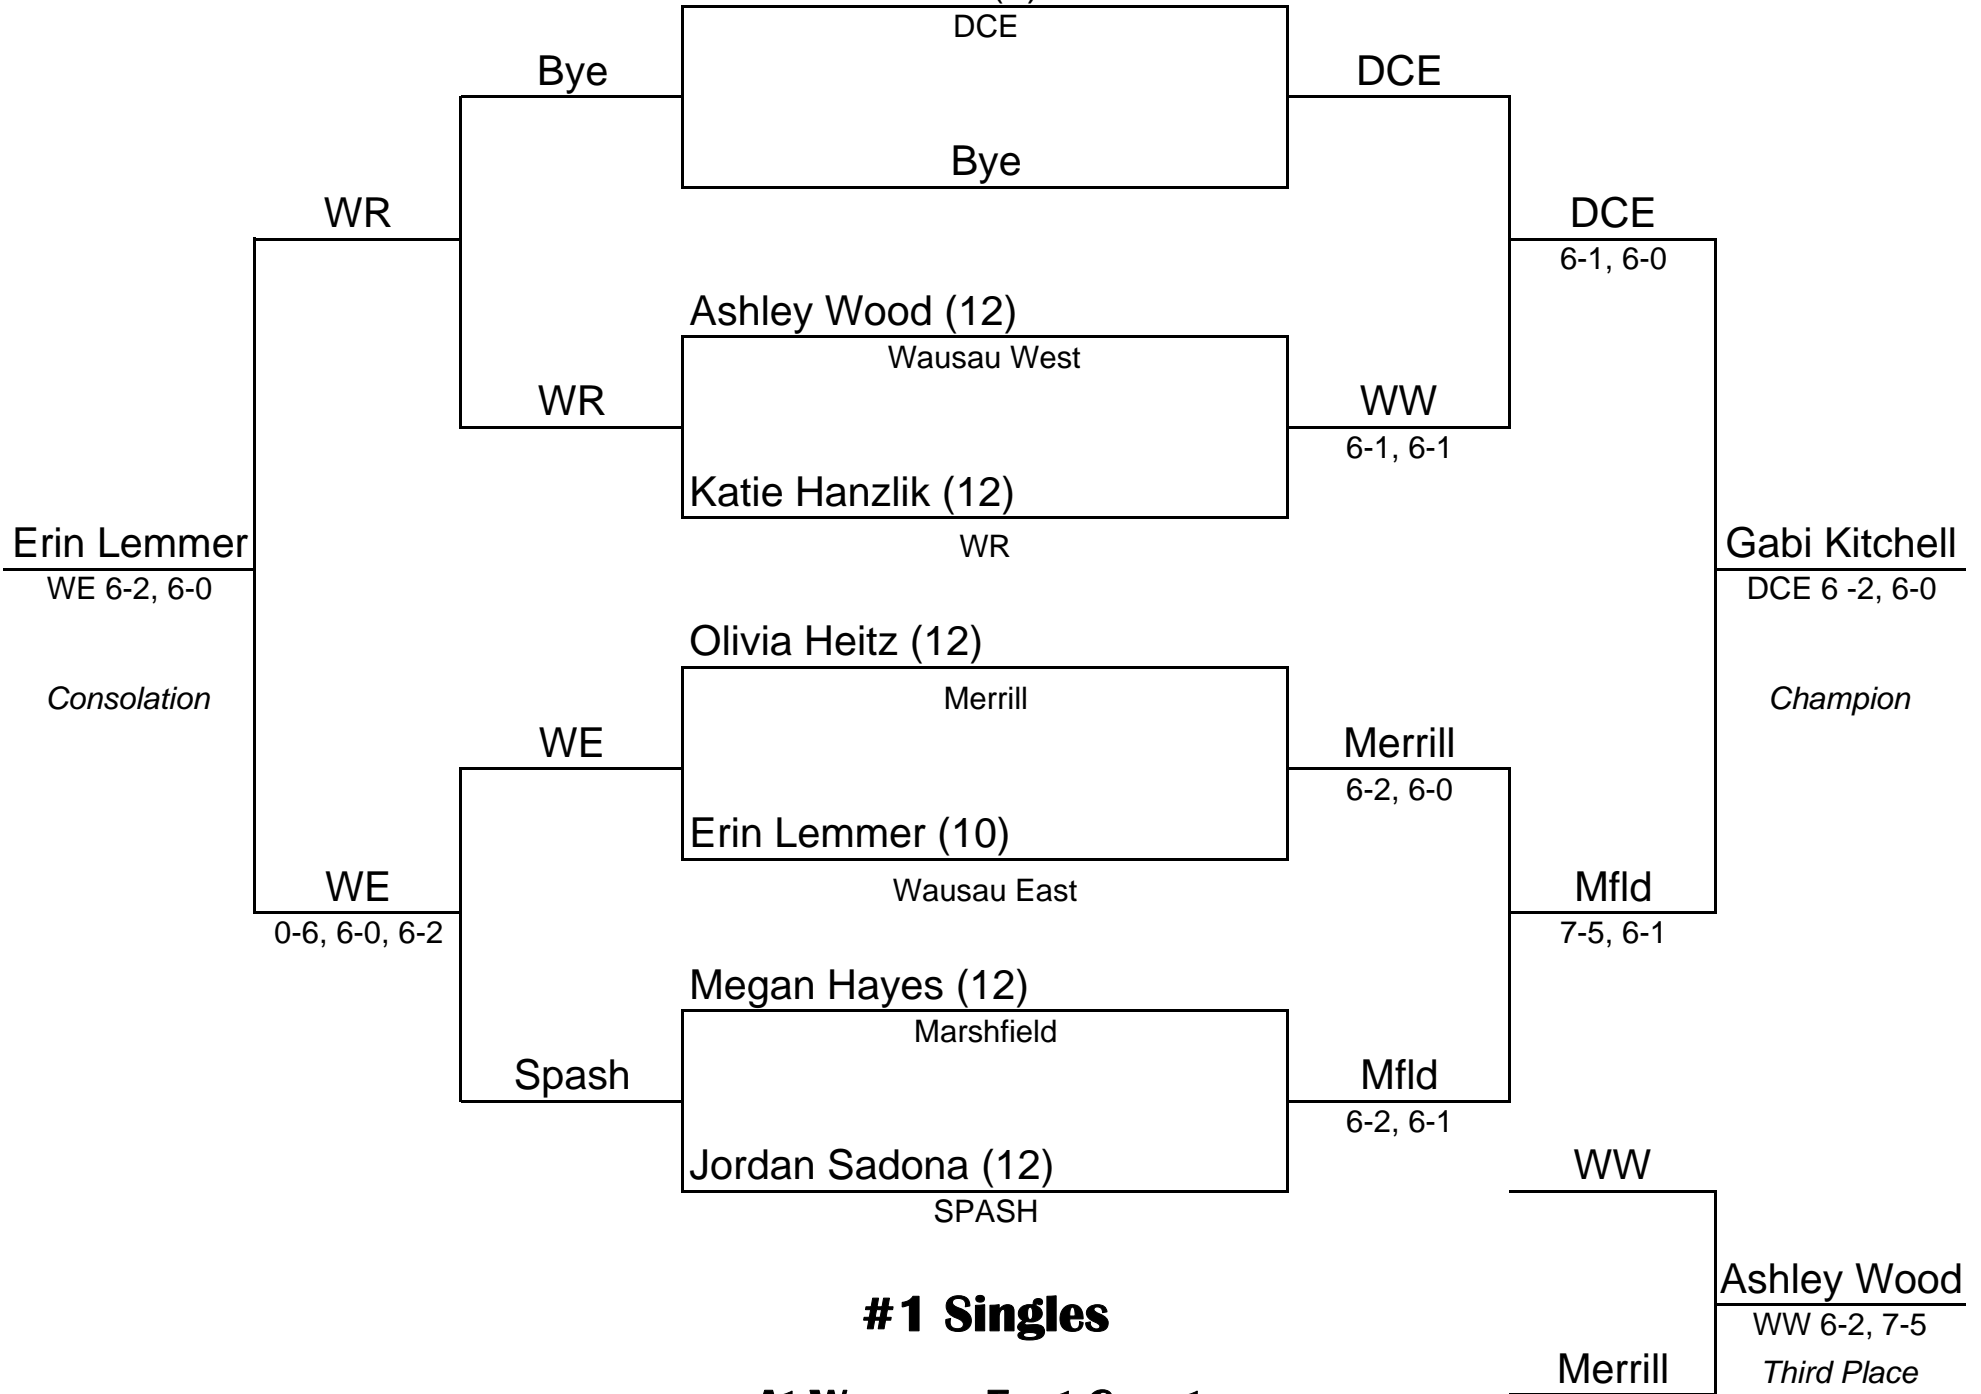 DCE
Bye
DCE
Bye
WR
DCE
6-1, 6-0
Ashley Wood (12)
Wausau West
WR
WW
6-1, 6-1
Katie Hanzlik (12)
WR
Erin Lemmer
WE 6-2, 6-0
Gabi Kitchell
DCE 6 -2, 6-0
Olivia Heitz (12)
Merrill
Consolation
Champion
WE
Merrill
6-2, 6-0
Erin Lemmer (10)
Wausau East
WE
0-6, 6-0, 6-2
Mfld
7-5, 6-1
Megan Hayes (12)
Marshfield
Spash
Mfld
6-2, 6-1
Jordan Sadona (12)
SPASH
WW
#1 Singles
Ashley Wood
WW 6-2, 7-5
Merrill
Third Place